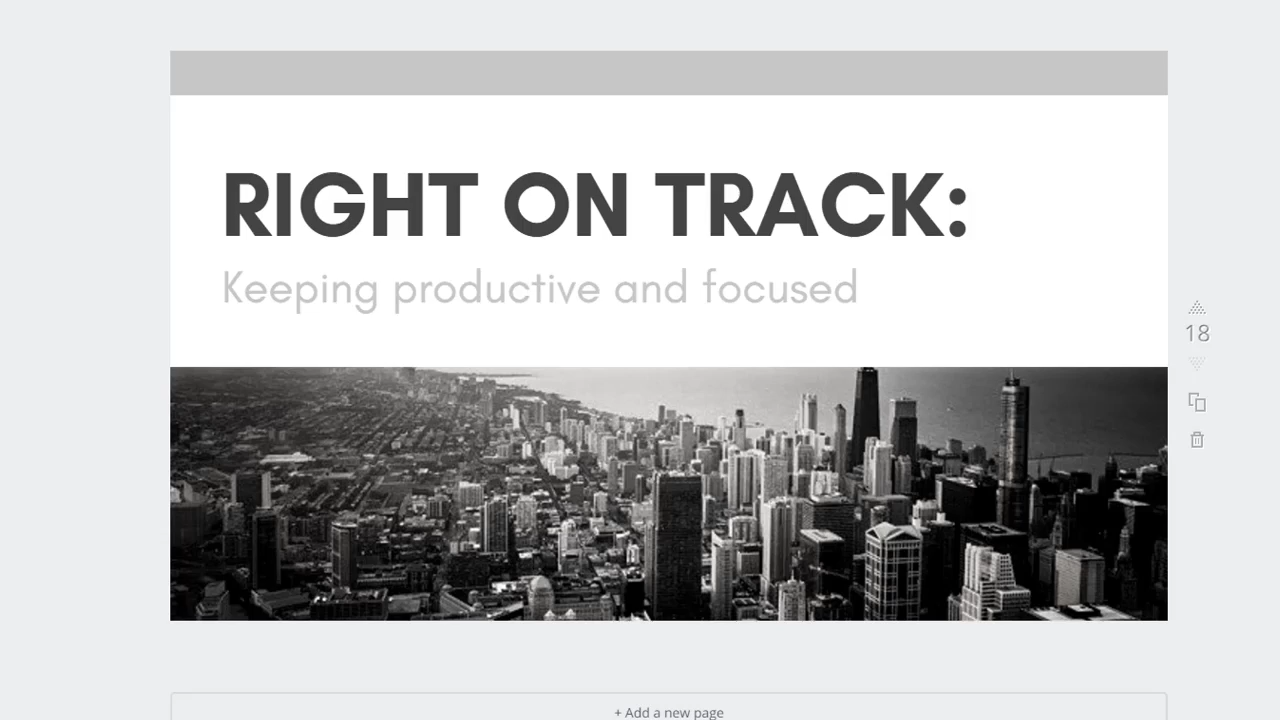 RIGHT ON TRACK:
Keeping productive and focused
18
+ Add a new page